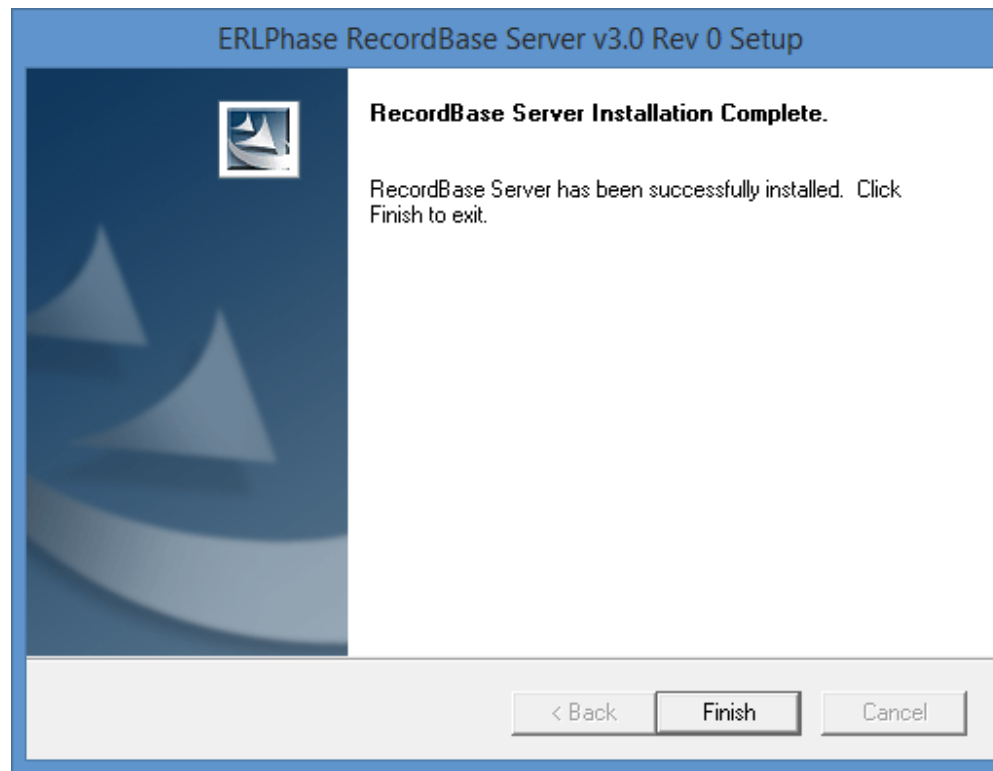 ERLPhase RecordBase Server v3.0 Rev 0 Setup
RecordBase Server Installation Complete.
RecordBase Server has been successfully installed. Click
Finish to exit.
< Back Finish Cancel